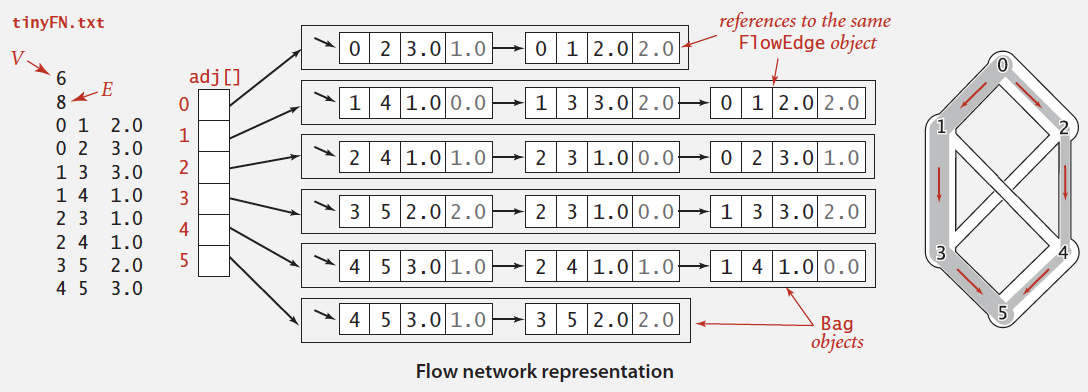 tinyFN.txt
V
6
E
8
0 1 2.0
0 2 3.0
1 3 3.0
1 4 1.0
2 3 1.0
2 4 1.0
3 5 2.0
4 5 3.0
adj[]
0
1
2
3
4
5
0 2 3.0 1.0 0 1 2.0 2.0
1 4 1.0 0.0 1 3 3.0 2.0 0 1 2.0 2.0
2 4 1.0 1.0 2 3 1.0 0.0 0 2 3.0 1.0
3 5 2.0 2.0 2 3 1.0 0.0 1 3 3.0 2.0
4 5 3.0 1.0 2 4 1.0 1.0 1 4 1.0 0.0
4 5 3.0 1.0 3 5 2.0 2.0
references to the same
FlowEdge object
Bag
objects
0
1 2
3 4
5
Flow network representation